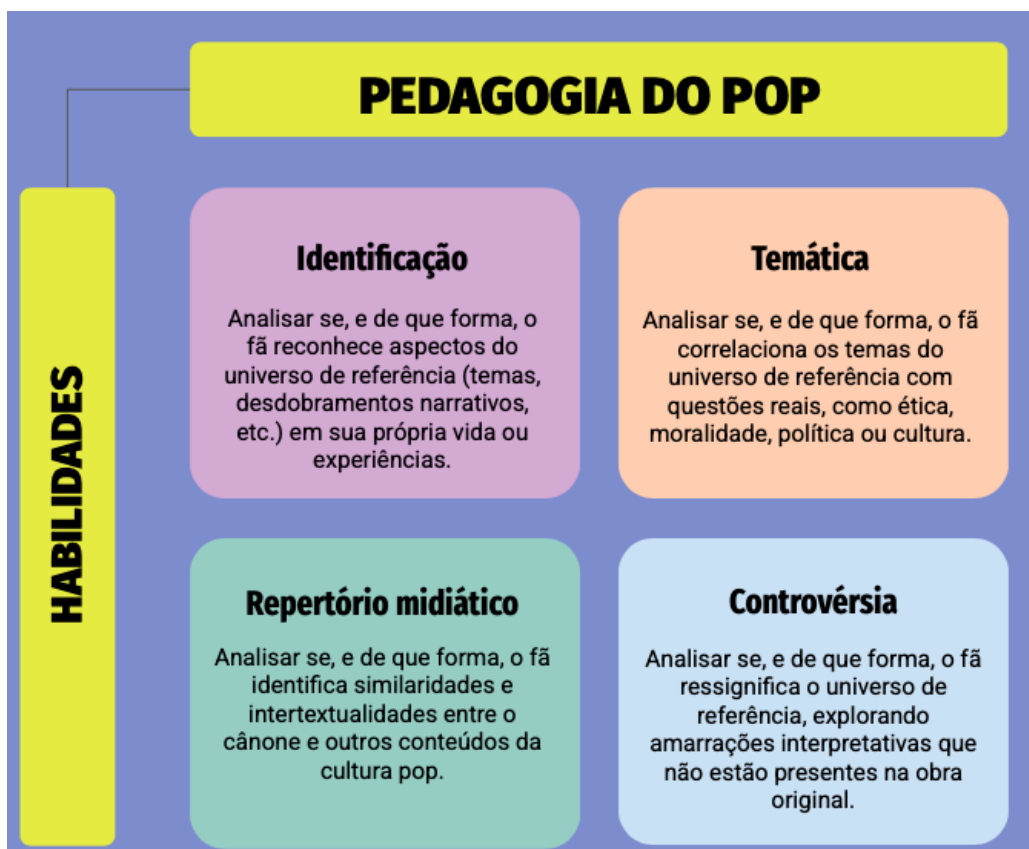 PEDAGOGIA DO POP
HABILIDADES
Identificação
Analisar se, e de que forma, o
fã reconhece aspectos do
universo de referência (temas,
desdobramentos narrativos,
etc.) em sua própria vida ou
experiências.
Temática
Analisar se, e de que forma, o fã
correlaciona os temas do
universo de referência com
questões reais, como ética,
moralidade, política ou cultura.
Repertório midiático
Analisar se, e de que forma, o fã
identifica similaridades e
intertextualidades entre o
cânone e outros conteúdos da
cultura pop.
Controvérsia
Analisar se, e de que forma, o fã
ressignifica o universo de
referência, explorando
amarrações interpretativas que
não estão presentes na obra
original.